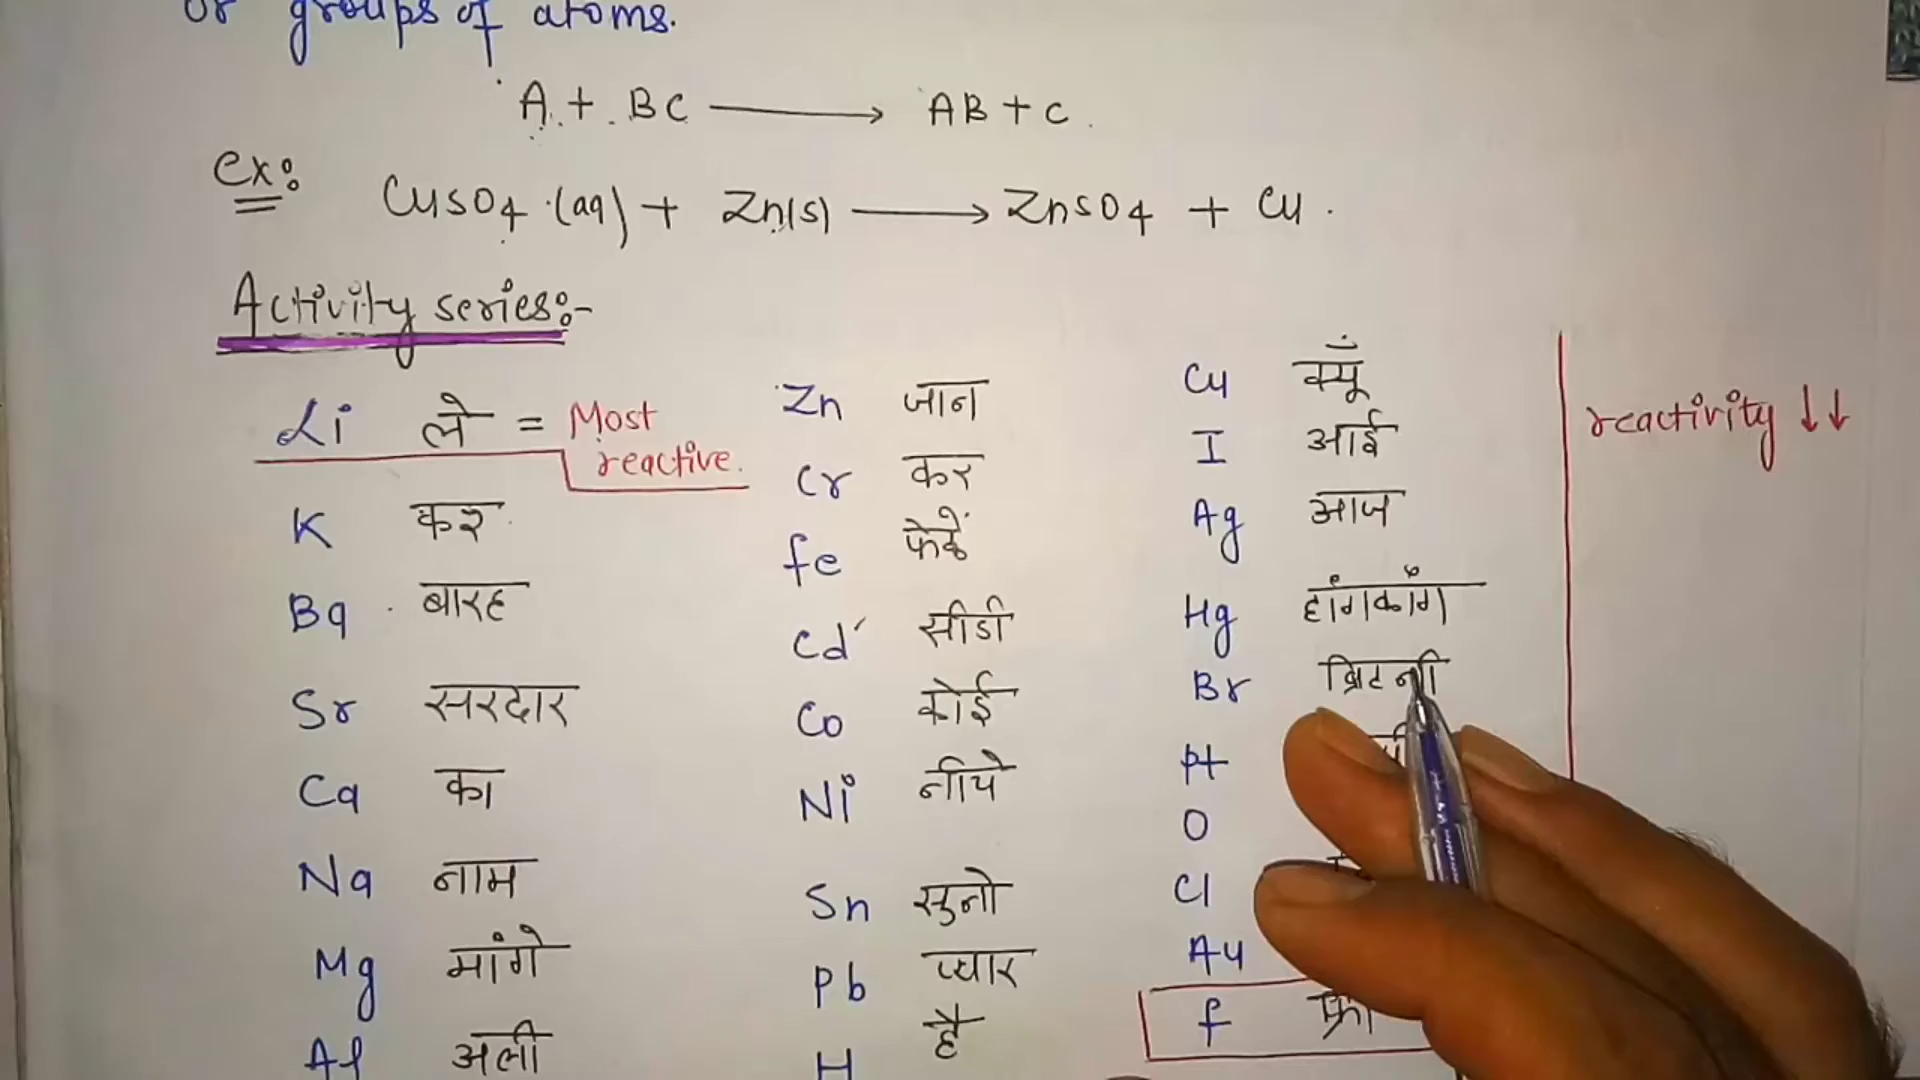 or groups of atoms.
A + BC ⟶ AB + C.
Ex:
CuSO4 (aq) + Zn(s) ⟶ ZnSO4 + Cu.
Activity series:-
Li ले = Most reactive.
K कर
Ba बारह
Sr सरदार
Ca का
Na नाम
Mg मांगे
Al अली
Zn जान
Cr कर
fe फेकें
Cd सीडी
Co कोई
Ni नीचे
Sn सुनो
Pb प्यार
H है
Cu क्यूँ
I आई
Ag आज
Hg हांगकांग
Br ब्रिटनी
Pt
O
Cl
Au
f फ्री
reactivity ↓↓